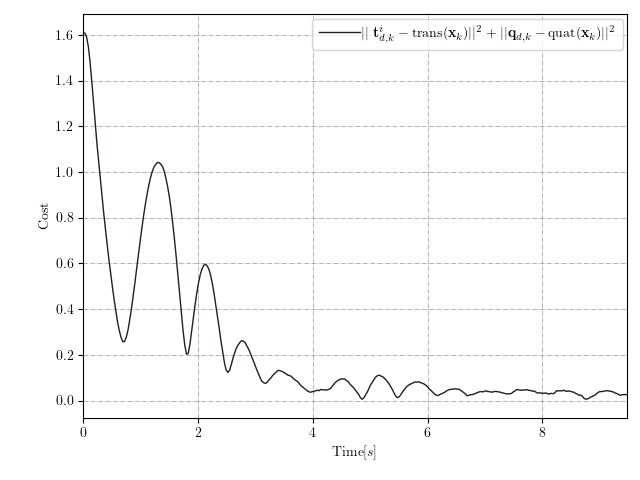 || t^i_{d,k} − trans(x_k)||^2 + ||q_{d,k} − quat(x_k)||^2
1.6
1.4
1.2
1.0
0.8
0.6
0.4
0.2
0.0
Cost
0 2 4 6 8
Time[s]